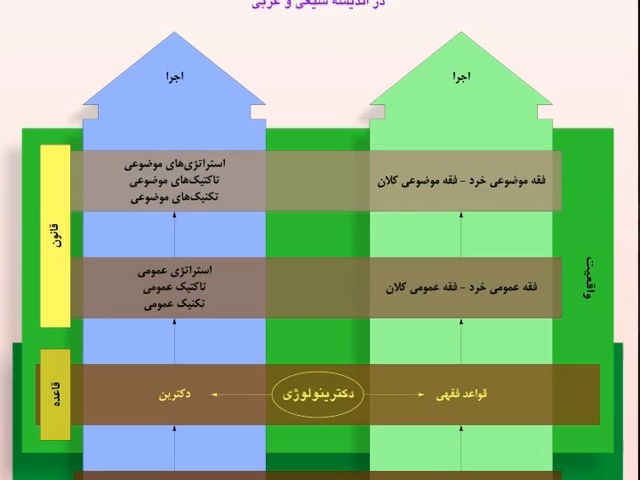 در اندیشه شیعی و غربی
اجرا
اجرا
فقه موضوعی خرد - فقه موضوعی کلان
استراتژی‌های موضوعی
تاکتیک‌های موضوعی
تکنیک‌های موضوعی
قانون
واقعیت
فقه عمومی خرد - فقه عمومی کلان
استراتژی عمومی
تاکتیک عمومی
تکنیک عمومی
قواعد فقهی
دکترینولوژی
دکترین
قاعده